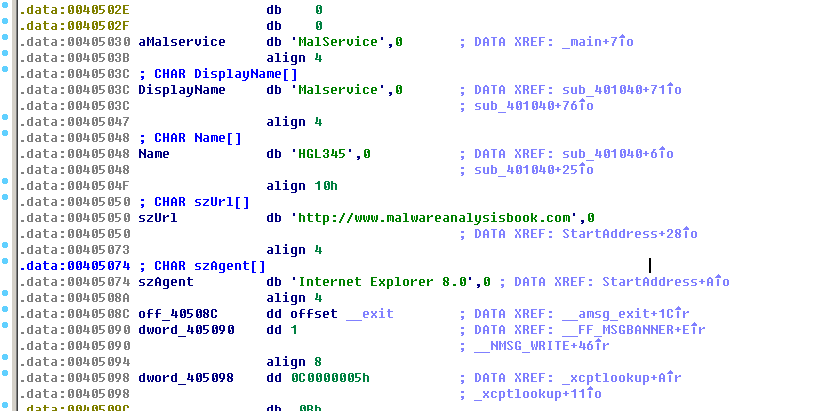 .data:0040502E db 0
.data:0040502F db 0
.data:00405030 aMalservice db 'MalService',0 ; DATA XREF: _main+7↑o
.data:0040503B align 4
.data:0040503C ; CHAR DisplayName[]
.data:0040503C DisplayName db 'Malservice',0 ; DATA XREF: sub_401040+71↑o
.data:0040503C ; sub_401040+76↑o
.data:00405047 align 4
.data:00405048 ; CHAR Name[]
.data:00405048 Name db 'HGL345',0 ; DATA XREF: sub_401040+6↑o
.data:00405048 ; sub_401040+25↑o
.data:0040504F align 10h
.data:00405050 ; CHAR szUrl[]
.data:00405050 szUrl db 'http://www.malwareanalysisbook.com',0
.data:00405050 ; DATA XREF: StartAddress+28↑o
.data:00405073 align 4
.data:00405074 ; CHAR szAgent[]
.data:00405074 szAgent db 'Internet Explorer 8.0',0 ; DATA XREF: StartAddress+A↑o
.data:0040508A align 4
.data:0040508C off_40508C dd offset __exit ; DATA XREF: __amsg_exit+1C↑r
.data:00405090 dword_405090 dd 1 ; DATA XREF: __FF_MSGBANNER+E↑r
.data:00405090 ; __NMSG_WRITE+46↑r
.data:00405094 align 8
.data:00405098 dword_405098 dd 0C0000005h ; DATA XREF: _xcptlookup+A↑r
.data:00405098 ; _xcptlookup+11↑o
.data:0040509C db 0Bh